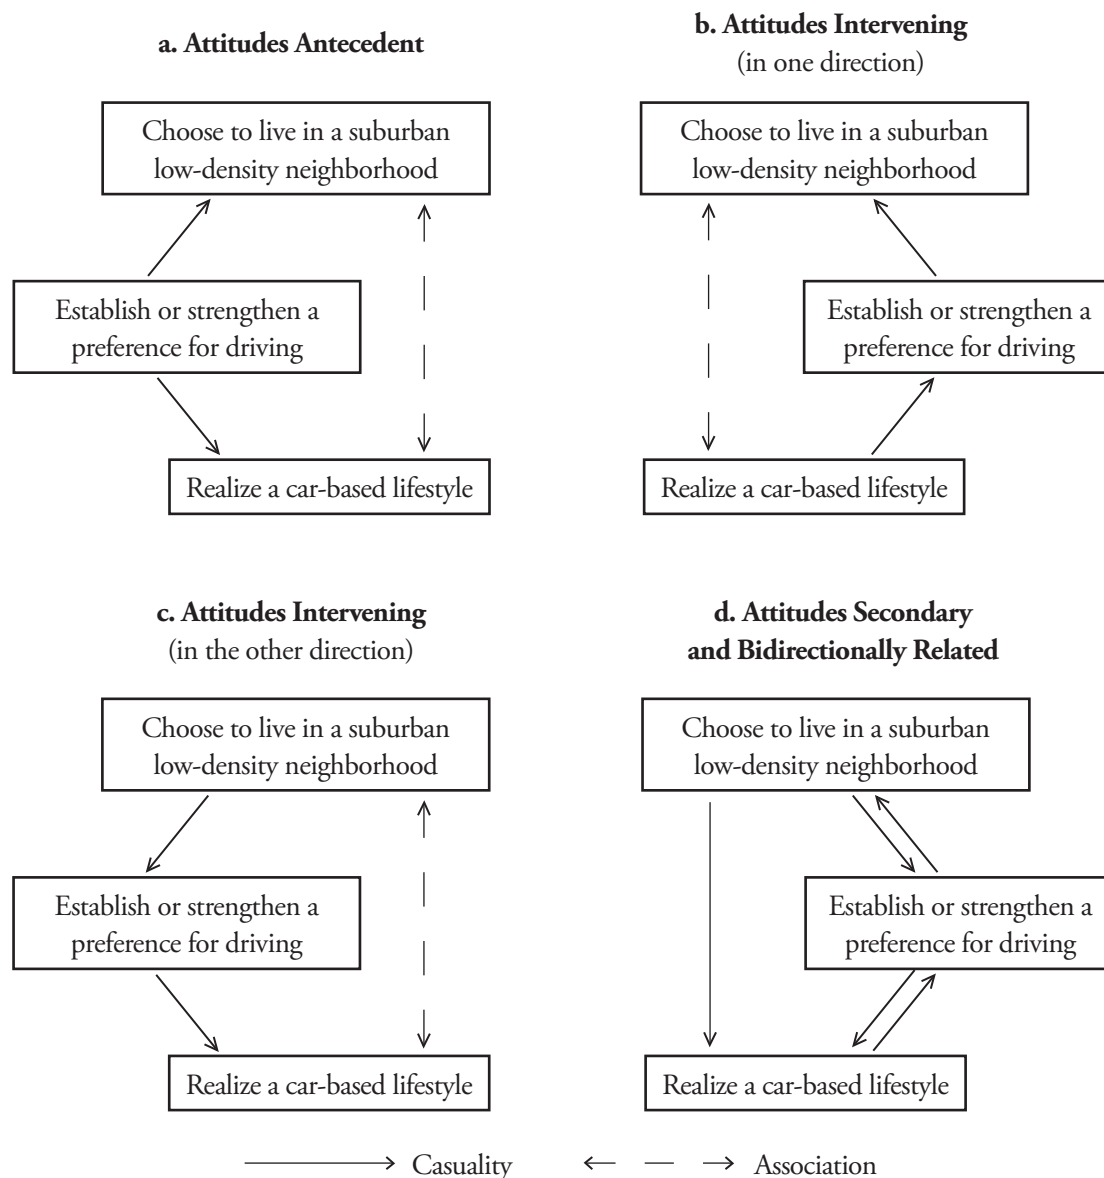 a. Attitudes Antecedent
Choose to live in a suburban
low-density neighborhood
Establish or strengthen a
preference for driving
Realize a car-based lifestyle
b. Attitudes Intervening
(in one direction)
Choose to live in a suburban
low-density neighborhood
Establish or strengthen a
preference for driving
Realize a car-based lifestyle
c. Attitudes Intervening
(in the other direction)
Choose to live in a suburban
low-density neighborhood
Establish or strengthen a
preference for driving
Realize a car-based lifestyle
d. Attitudes Secondary
and Bidirectionally Related
Choose to live in a suburban
low-density neighborhood
Establish or strengthen a
preference for driving
Realize a car-based lifestyle
Casuality
Association